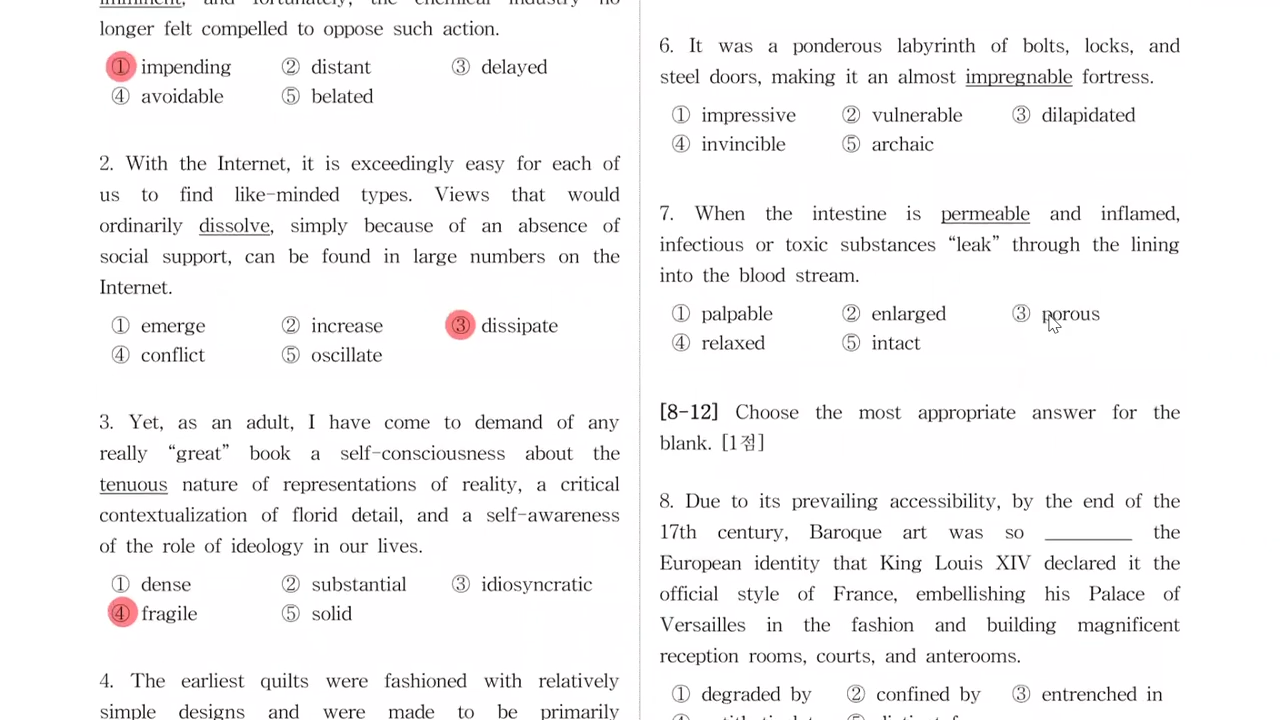 imminent, and fortunately, the chemical industry no
longer felt compelled to oppose such action.
① impending ② distant ③ delayed
④ avoidable ⑤ belated
2. With the Internet, it is exceedingly easy for each of
us to find like-minded types. Views that would
ordinarily dissolve, simply because of an absence of
social support, can be found in large numbers on the
Internet.
① emerge ② increase ③ dissipate
④ conflict ⑤ oscillate
3. Yet, as an adult, I have come to demand of any
really “great” book a self-consciousness about the
tenuous nature of representations of reality, a critical
contextualization of florid detail, and a self-awareness
of the role of ideology in our lives.
① dense ② substantial ③ idiosyncratic
④ fragile ⑤ solid
4. The earliest quilts were fashioned with relatively
simple designs and were made to be primarily
6. It was a ponderous labyrinth of bolts, locks, and
steel doors, making it an almost impregnable fortress.
① impressive ② vulnerable ③ dilapidated
④ invincible ⑤ archaic
7. When the intestine is permeable and inflamed,
infectious or toxic substances “leak” through the lining
into the blood stream.
① palpable ② enlarged ③ porous
④ relaxed ⑤ intact
[8-12] Choose the most appropriate answer for the
blank. [1점]
8. Due to its prevailing accessibility, by the end of the
17th century, Baroque art was so ________ the
European identity that King Louis XIV declared it the
official style of France, embellishing his Palace of
Versailles in the fashion and building magnificent
reception rooms, courts, and anterooms.
① degraded by ② confined by ③ entrenched in